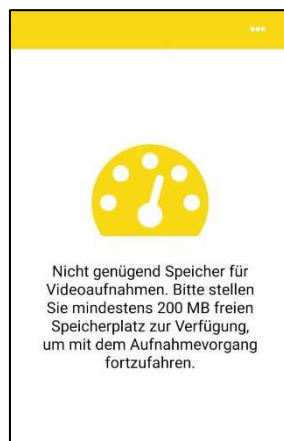 Nicht genügend Speicher für
Videoaufnahmen. Bitte stellen
Sie mindestens 200 MB freien
Speicherplatz zur Verfügung,
um mit dem Aufnahmevorgang
fortzufahren.